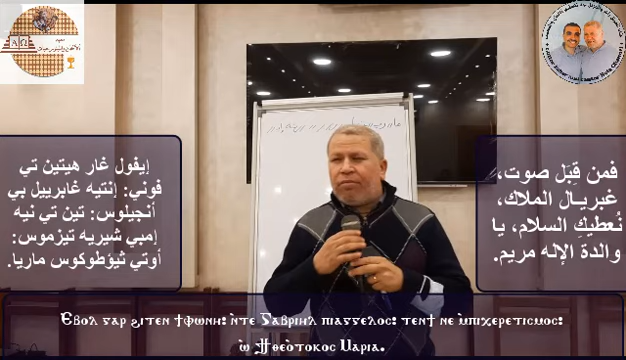 إيفول غار هيتين تي
فوني: إنتيه غابرييل بي
أنجيلوس: تين تي نيه
إمبي شيريه تيزموس:
أوتي ثيؤطوكوس ماريا.
فمن قِبَل صوت،
غبريال الملاك،
نُعطيكِ السلام، يا
والدة الإله مريم.
Ⲉⲃⲟⲗ ⲅⲁⲣ ϩⲓⲧⲉⲛ ϯⲫⲱⲛⲏ: ⲛ̀ⲧⲉ Ⲅⲁⲃⲣⲓⲏⲗ ⲡⲓⲁⲅⲅⲉⲗⲟⲥ: ⲧⲉⲛϯ ⲛⲉ ⲙ̀ⲡⲓⲭⲉⲣⲉⲧⲓⲥⲙⲟⲥ:
ⲱ̀ Ϯⲑⲉⲟ̀ⲧⲟⲕⲟⲥ Ⲙⲁⲣⲓⲁ.